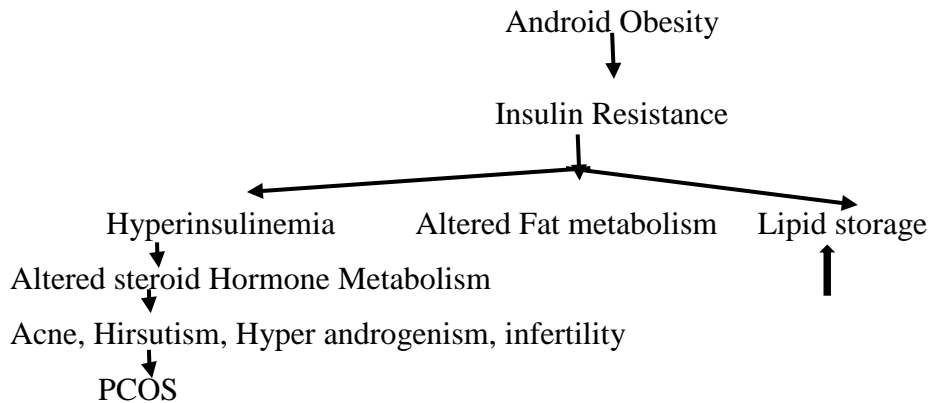 Android Obesity
Insulin Resistance
Hyperinsulinemia Altered Fat metabolism Lipid storage
Altered steroid Hormone Metabolism
Acne, Hirsutism, Hyper androgenism, infertility
PCOS